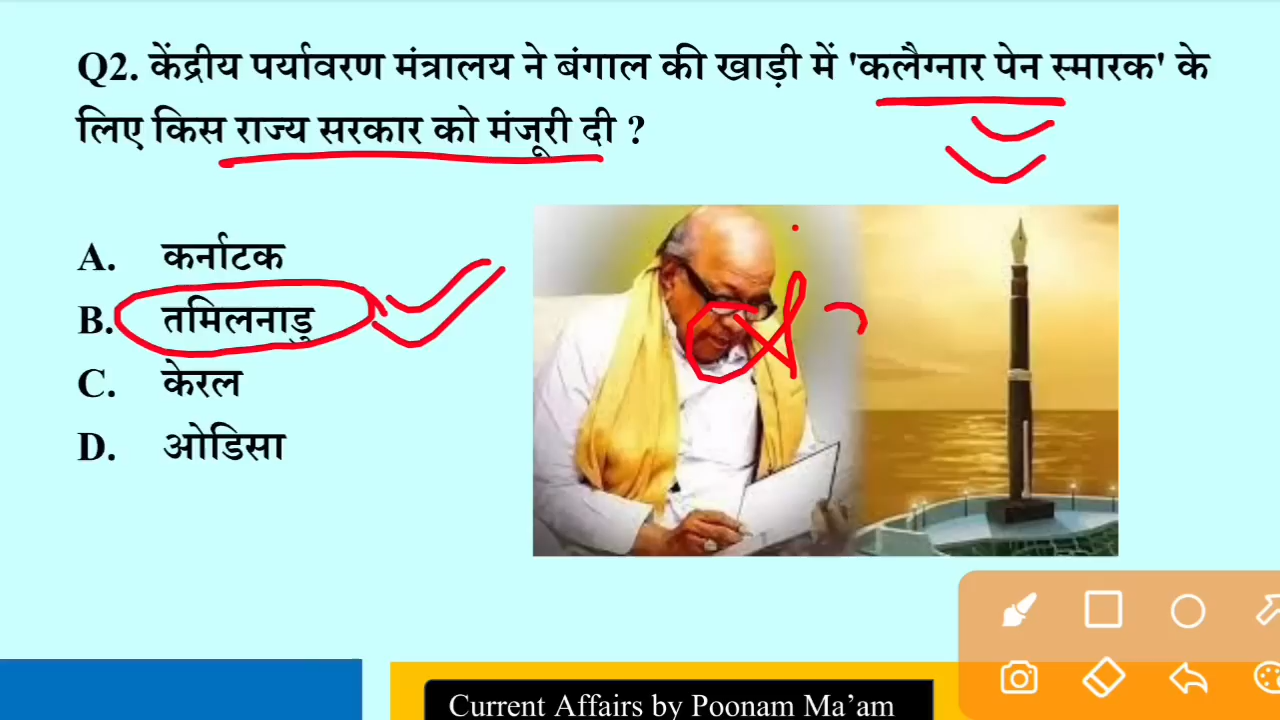 Q2. केंद्रीय पर्यावरण मंत्रालय ने बंगाल की खाड़ी में 'कलैग्नार पेन स्मारक' के
लिए किस राज्य सरकार को मंजूरी दी ?
A. कर्नाटक
B. तमिलनाडु
C. केरल
D. ओडिसा
Current Affairs by Poonam Ma’am